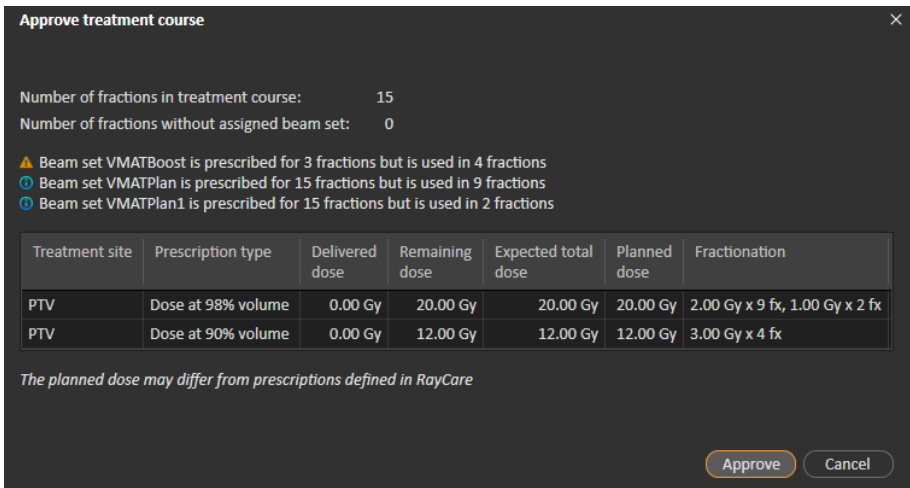 Approve treatment course
Number of fractions in treatment course: 15
Number of fractions without assigned beam set: 0
Beam set VMATBoost is prescribed for 3 fractions but is used in 4 fractions
Beam set VMATPlan is prescribed for 15 fractions but is used in 9 fractions
Beam set VMATPlan1 is prescribed for 15 fractions but is used in 2 fractions
Treatment site Prescription type Delivered dose Remaining dose Expected total dose Planned dose Fractionation
PTV Dose at 98% volume 0.00 Gy 20.00 Gy 20.00 Gy 20.00 Gy 2.00 Gy x 9 fx, 1.00 Gy x 2 fx
PTV Dose at 90% volume 0.00 Gy 12.00 Gy 12.00 Gy 12.00 Gy 3.00 Gy x 4 fx
The planned dose may differ from prescriptions defined in RayCare
Approve Cancel